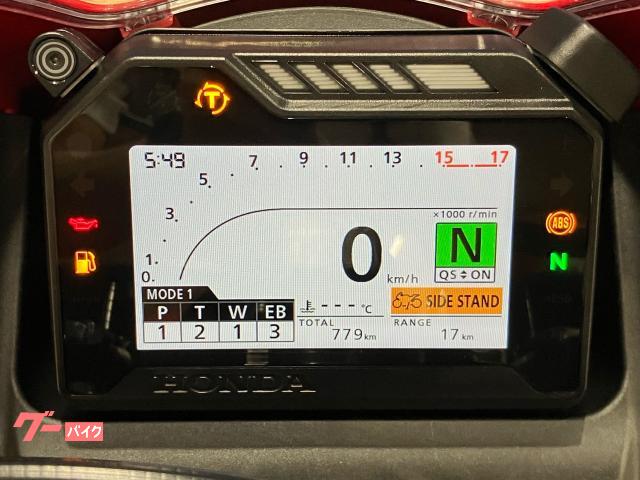 T
5:49
0. 1. 3. 5. 7 . 9 . 11 . 13 . 15 . 17
×1000 r/min
ABS
N
0 km/h
N
QS ON
MODE 1
P T W EB
1 2 1 3
--- °C
SIDE STAND
TOTAL
779 km
RANGE
17 km
HONDA
グーバイク